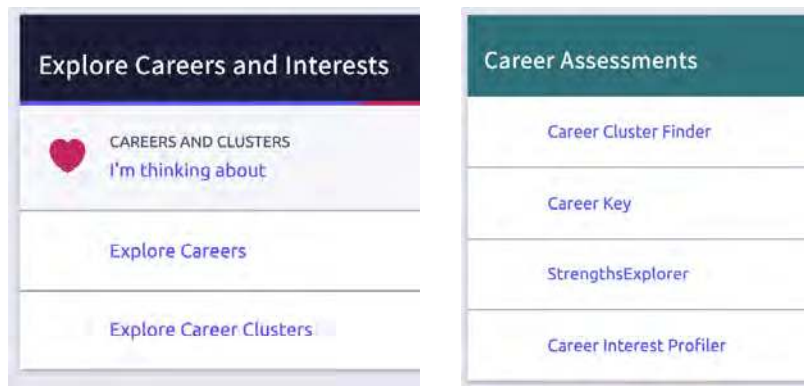 Explore Careers and Interests
CAREERS AND CLUSTERS
I'm thinking about
Explore Careers
Explore Career Clusters
Career Assessments
Career Cluster Finder
Career Key
StrengthsExplorer
Career Interest Profiler